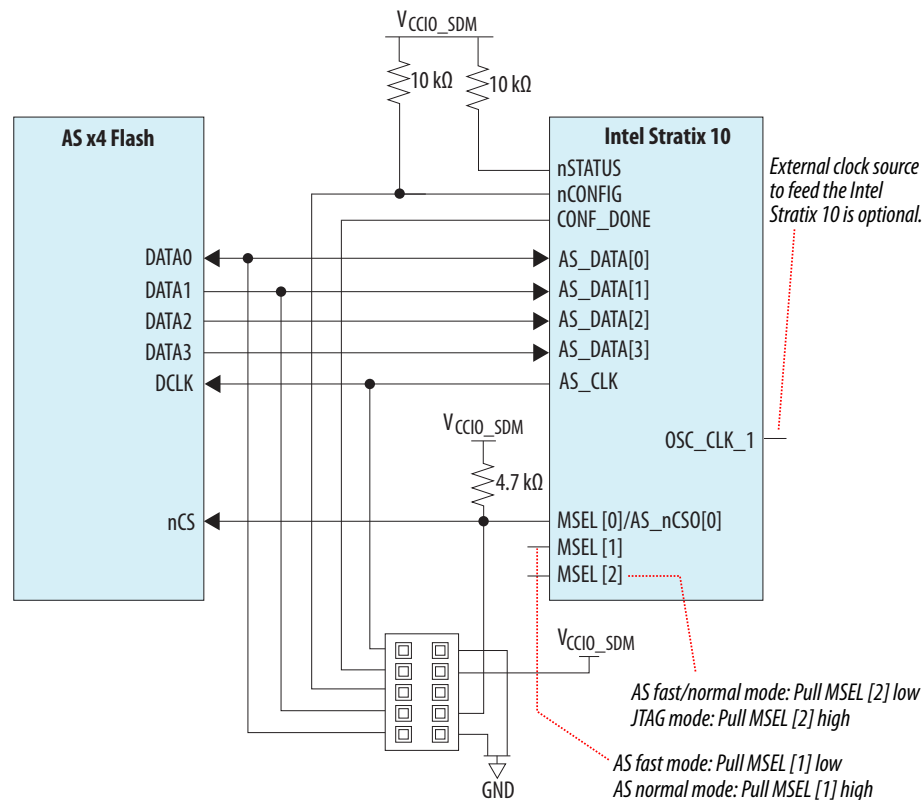 VCCIO_SDM
10 kΩ
10 kΩ
AS x4 Flash
Intel Stratix 10
nSTATUS
nCONFIG
CONF_DONE
External clock source
to feed the Intel
Stratix 10 is optional.
DATA0
AS_DATA[0]
DATA1
AS_DATA[1]
DATA2
AS_DATA[2]
DATA3
AS_DATA[3]
DCLK
AS_CLK
VCCIO_SDM
OSC_CLK_1
4.7 kΩ
nCS
MSEL [0]/AS_nCSO[0]
MSEL [1]
MSEL [2]
VCCIO_SDM
AS fast/normal mode: Pull MSEL [2] low
JTAG mode: Pull MSEL [2] high
AS fast mode: Pull MSEL [1] low
AS normal mode: Pull MSEL [1] high
GND